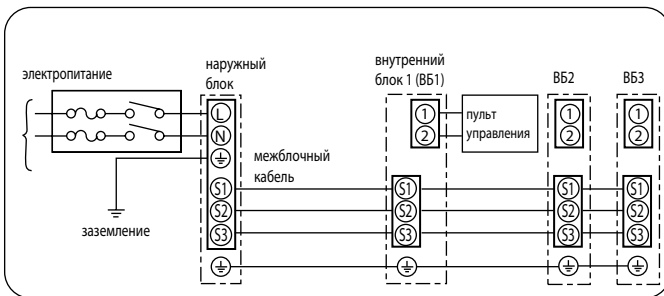 электропитание
наружный
блок
внутренний
блок 1 (ВБ1)
ВБ2
ВБ3
L
N
1
2
пульт
управления
1
2
1
2
межблочный
кабель
заземление
S1
S2
S3
S1
S2
S3
S1
S2
S3
S1
S2
S3